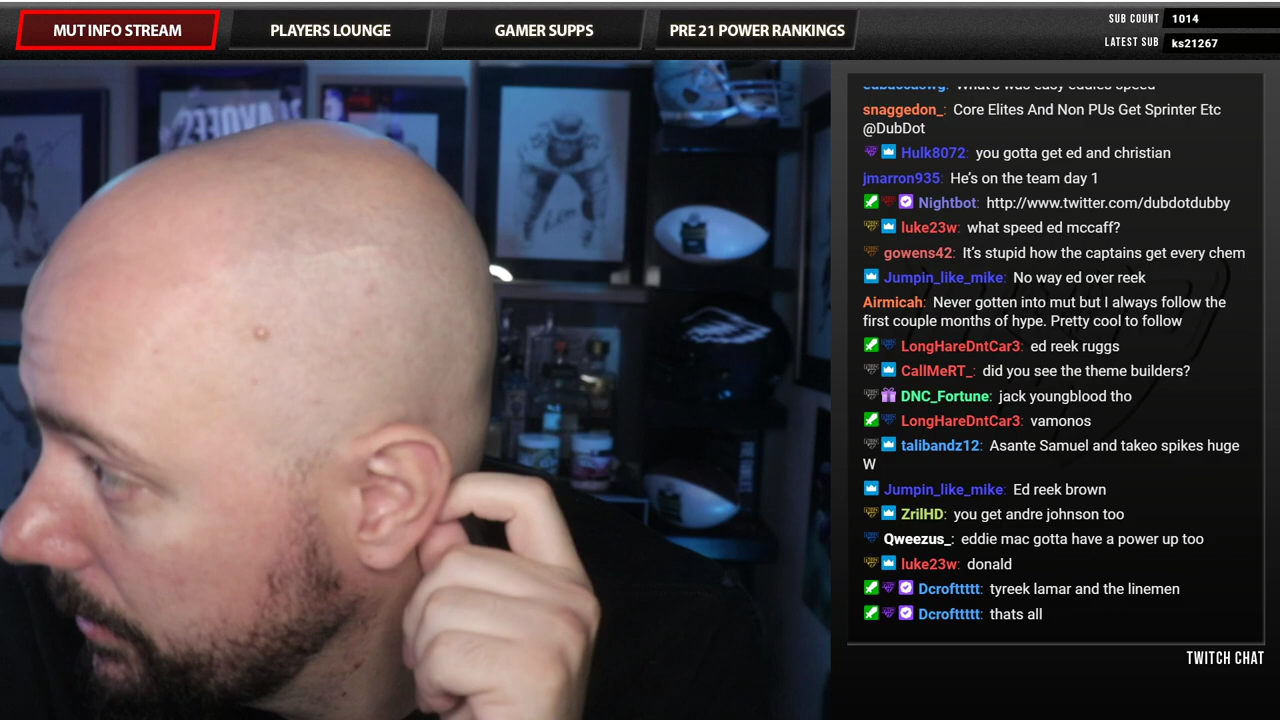 MUT INFO STREAM
PLAYERS LOUNGE
GAMER SUPPS
PRE 21 POWER RANKINGS
SUB COUNT 1014
LATEST SUB ks21267
What's was easy eddies speed
snaggedon_: Core Elites And Non PUs Get Sprinter Etc
@DubDot
Hulk8072: you gotta get ed and christian
jmarron935: He's on the team day 1
Nightbot: http://www.twitter.com/dubdotdubby
luke23w: what speed ed mccaff?
gowens42: It's stupid how the captains get every chem
Jumpin_like_mike: No way ed over reek
Airmicah: Never gotten into mut but I always follow the
first couple months of hype. Pretty cool to follow
LongHareDntCar3: ed reek ruggs
CallMeRT_: did you see the theme builders?
DNC_Fortune: jack youngblood tho
LongHareDntCar3: vamonos
talibandz12: Asante Samuel and takeo spikes huge
W
Jumpin_like_mike: Ed reek brown
ZrilHD: you get andre johnson too
Qweezus_: eddie mac gotta have a power up too
luke23w: donald
Dcrofttttt: tyreek lamar and the linemen
Dcrofttttt: thats all
TWITCH CHAT